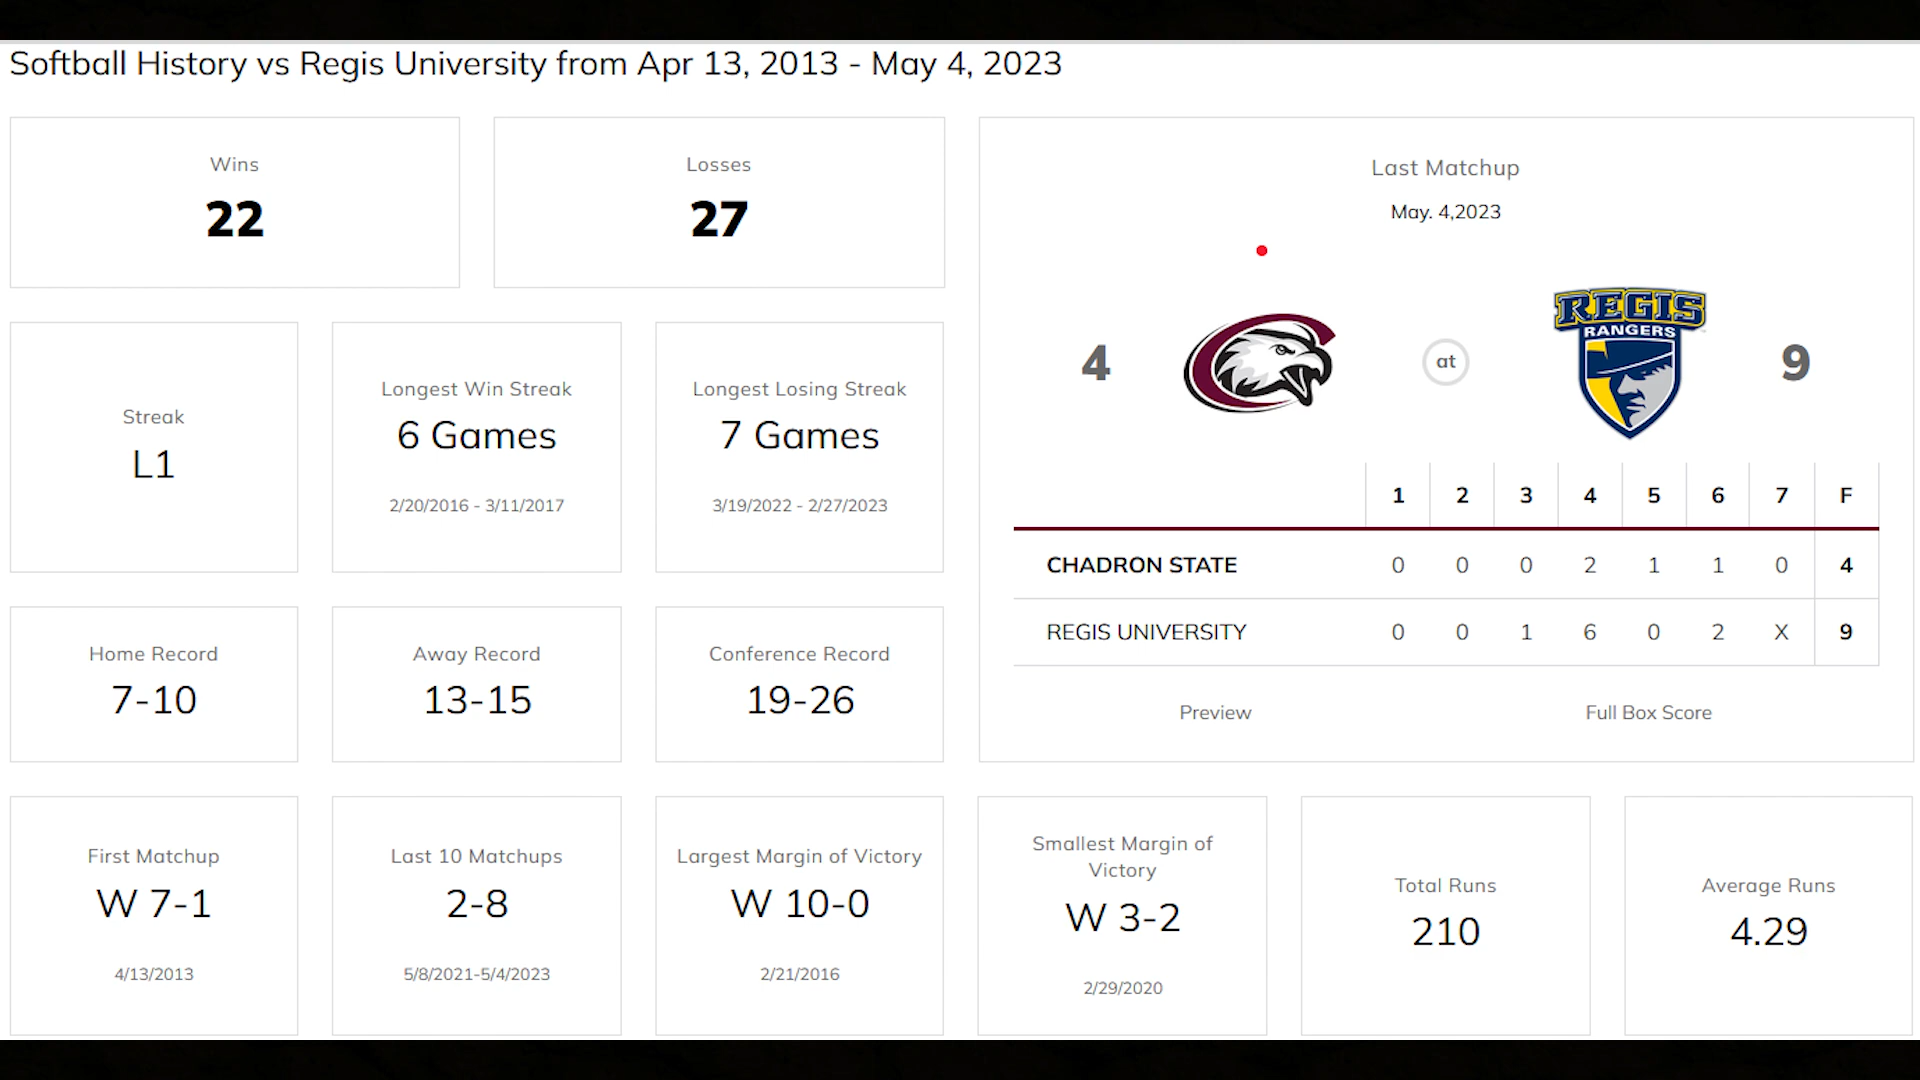 Softball History vs Regis University from Apr 13, 2013 - May 4, 2023
Wins
22
Losses
27
Last Matchup
May. 4,2023
4
at
REGIS
RANGERS
9
Streak
L1
Longest Win Streak
6 Games
2/20/2016 - 3/11/2017
Longest Losing Streak
7 Games
3/19/2022 - 2/27/2023
1 2 3 4 5 6 7 F
CHADRON STATE 0 0 0 2 1 1 0 4
REGIS UNIVERSITY 0 0 1 6 0 2 X 9
Preview
Full Box Score
Home Record
7-10
Away Record
13-15
Conference Record
19-26
First Matchup
W 7-1
4/13/2013
Last 10 Matchups
2-8
5/8/2021-5/4/2023
Largest Margin of Victory
W 10-0
2/21/2016
Smallest Margin of
Victory
W 3-2
2/29/2020
Total Runs
210
Average Runs
4.29